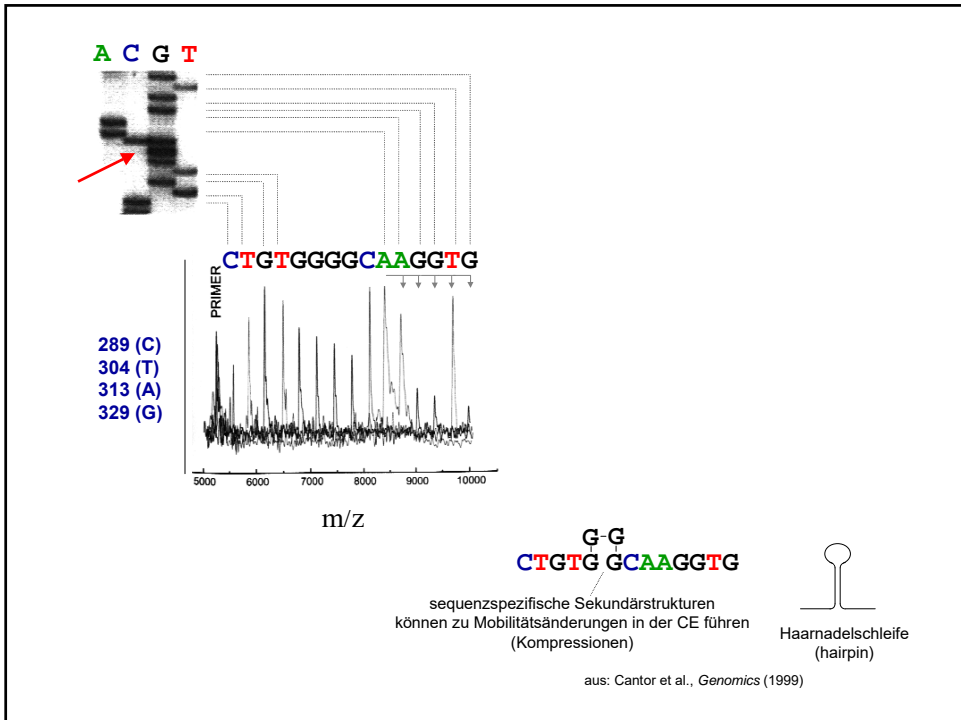 A C G T
CTGTGGGGCAAGGTG
PRIMER
289 (C)
304 (T)
313 (A)
329 (G)
5000 6000 7000 8000 9000 10000
m/z
G-G
CTGTG GCAAGGTG
sequenzspezifische Sekundärstrukturen
können zu Mobilitätsänderungen in der CE führen
(Kompressionen)
Haarnadelschleife
(hairpin)
aus: Cantor et al., Genomics (1999)